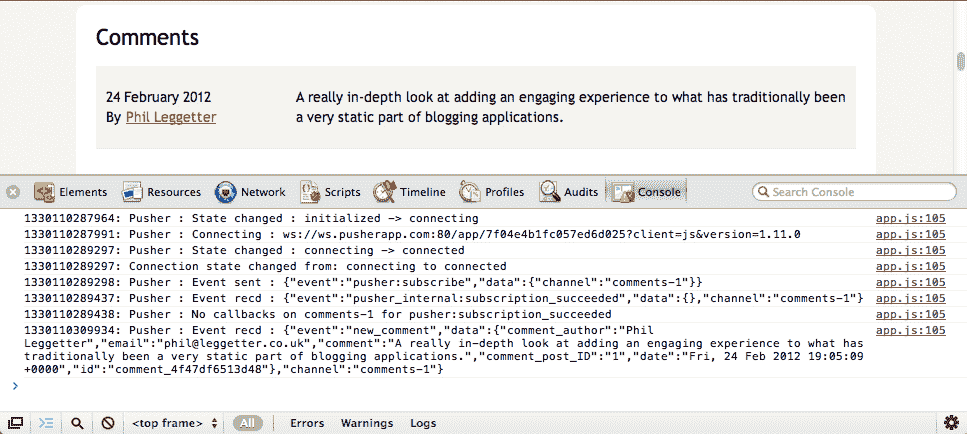 Comments
24 February 2012
By Phil Leggetter
A really in-depth look at adding an engaging experience to what has traditionally been
a very static part of blogging applications.
Elements Resources Network Scripts Timeline Profiles Audits Console Search Console
1330110287964: Pusher : State changed : initialized -> connecting app.js:105
1330110287991: Pusher : Connecting : ws://ws.pusherapp.com:80/app/7f04e4b1fc057ed6d025?client=js&version=1.11.0 app.js:105
1330110289297: Pusher : State changed : connecting -> connected app.js:105
1330110289297: Connection state changed from: connecting to connected app.js:105
1330110289298: Pusher : Event sent : {"event":"pusher:subscribe","data":{"channel":"comments-1"}} app.js:105
1330110289437: Pusher : Event recd : {"event":"pusher_internal:subscription_succeeded","data":{},"channel":"comments-1"} app.js:105
1330110289438: Pusher : No callbacks on comments-1 for pusher:subscription_succeeded app.js:105
1330110309934: Pusher : Event recd : {"event":"new_comment","data":{"comment_author":"Phil app.js:105
Leggetter","email":"phil@leggetter.co.uk","comment":"A really in-depth look at adding an engaging experience to what has
traditionally been a very static part of blogging applications.","comment_post_ID":"1","date":"Fri, 24 Feb 2012 19:05:09
+0000","id":"comment_4f47df6513d48"},"channel":"comments-1"}
>
<top frame> All Errors Warnings Logs